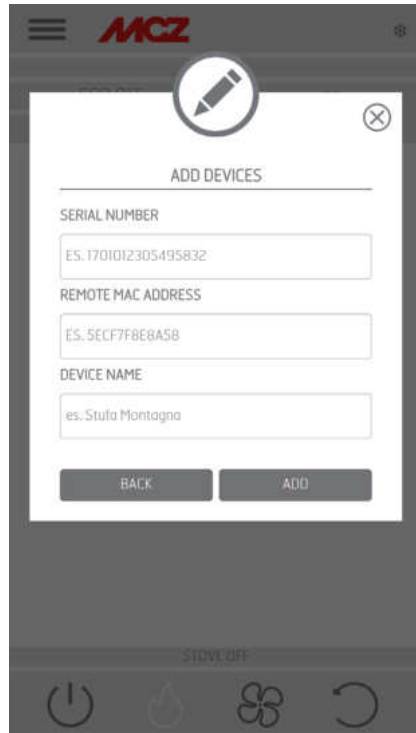 MCZ
ADD DEVICES
SERIAL NUMBER
ES. 1701012305495832
REMOTE MAC ADDRESS
ES. 5ECF7F8E8A58
DEVICE NAME
es. Stufa Montagna
BACK
ADD
STOVE OFF